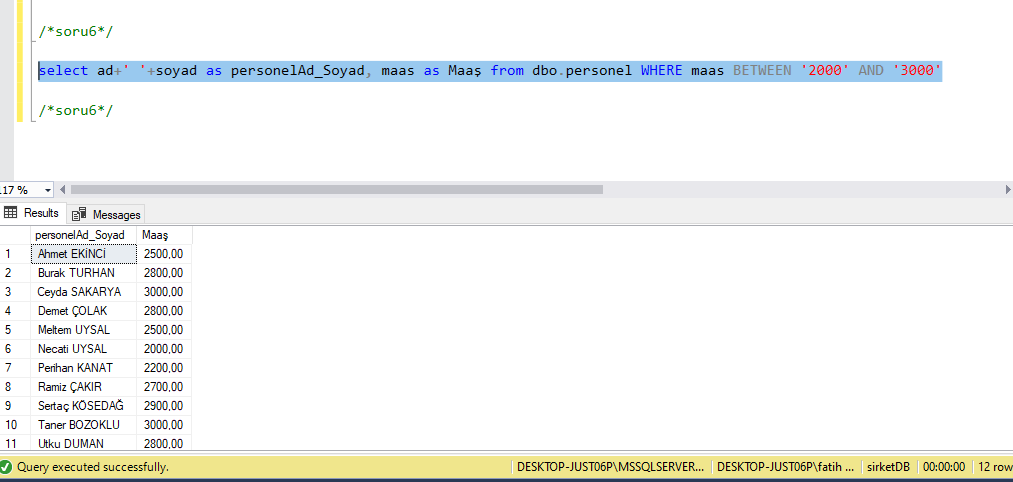 /*soru6*/
select ad+' '+soyad as personelAd_Soyad, maas as Maaş from dbo.personel WHERE maas BETWEEN '2000' AND '3000'
/*soru6*/
117 %
Results Messages
personelAd_Soyad Maaş
1 Ahmet EKİNCİ 2500,00
2 Burak TURHAN 2800,00
3 Ceyda SAKARYA 3000,00
4 Demet ÇOLAK 2800,00
5 Meltem UYSAL 2500,00
6 Necati UYSAL 2000,00
7 Perihan KANAT 2200,00
8 Ramiz ÇAKIR 2700,00
9 Sertaç KÖSEDAĞ 2900,00
10 Taner BOZOKLU 3000,00
11 Utku DUMAN 2800,00
Query executed successfully. DESKTOP-JUST06P\MSSQLSERVER... DESKTOP-JUST06P\fatih ... sirketDB 00:00:00 12 row